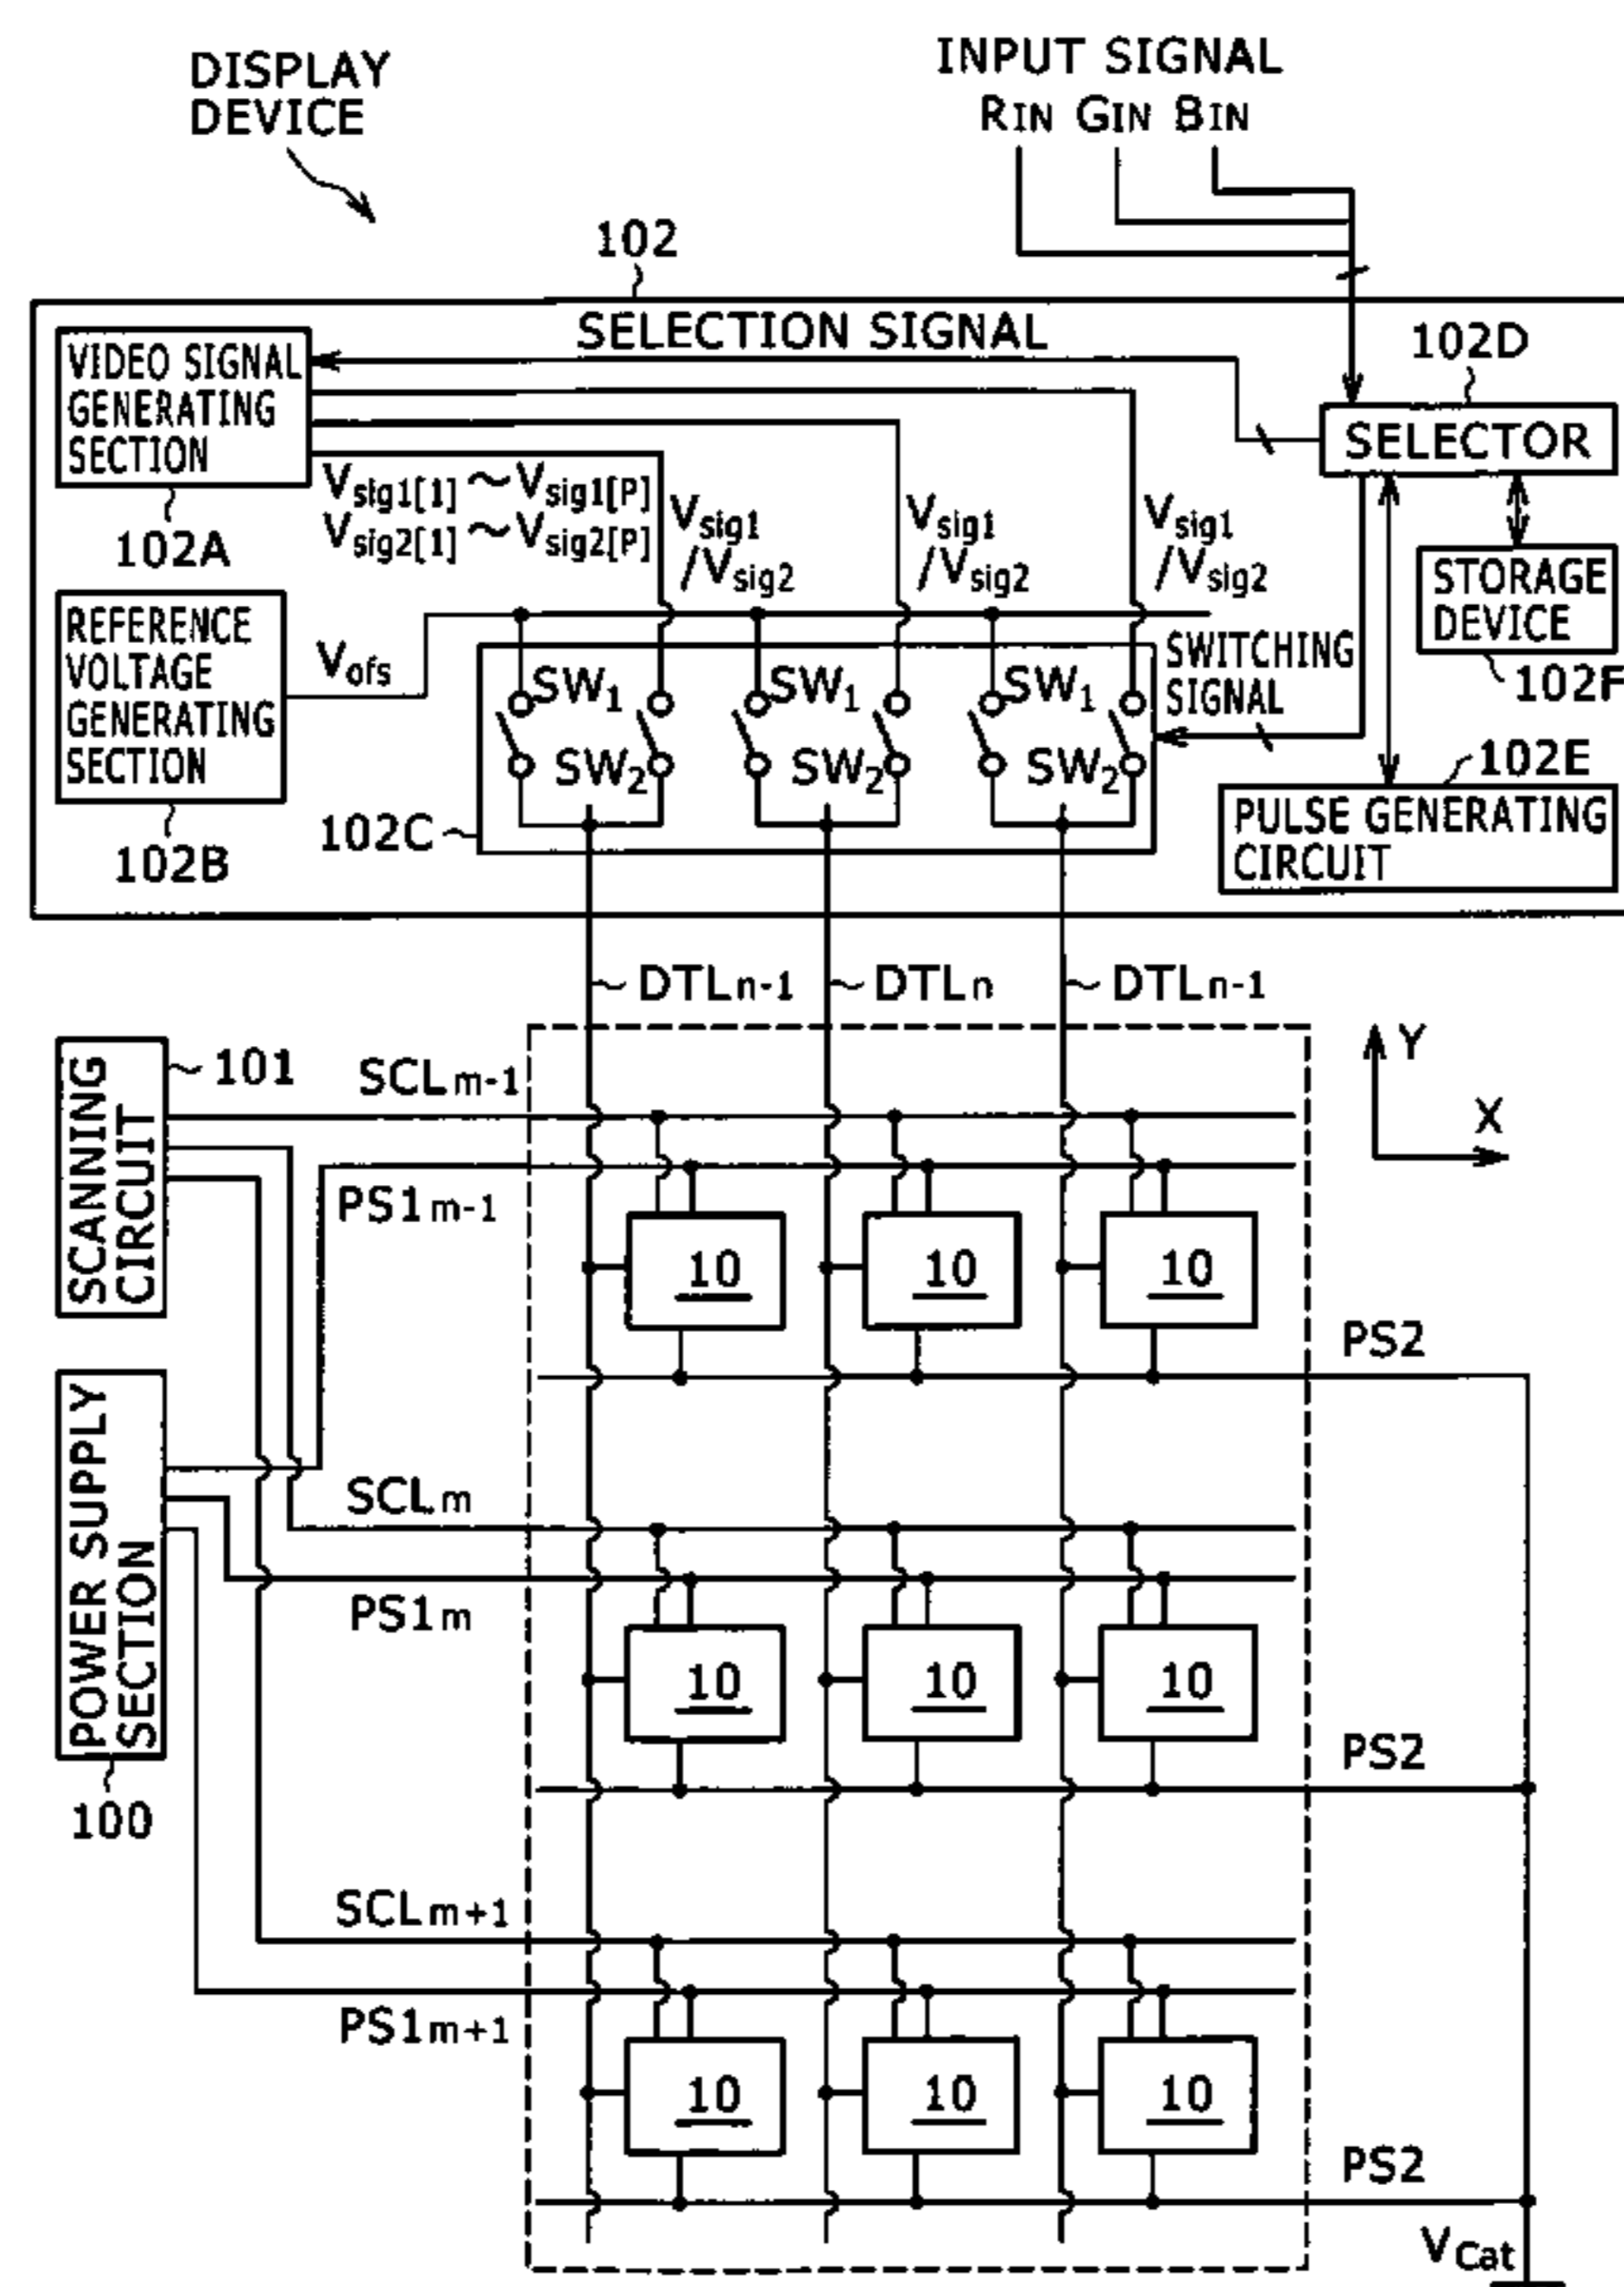 DISPLAY
DEVICE
INPUT SIGNAL
RIN GIN BIN
102
SELECTION SIGNAL
VIDEO SIGNAL
GENERATING
SECTION
102A
102D
SELECTOR
Vsig1[1] ~ Vsig1[P]
Vsig2[1] ~ Vsig2[P]
Vsig1
/Vsig2
Vsig1
/Vsig2
Vsig1
/Vsig2
STORAGE
DEVICE
102F
REFERENCE
VOLTAGE
GENERATING
SECTION
102B
Vofs
SW1
SW2
SW1
SW2
SW1
SW2
102C
SWITCHING
SIGNAL
102E
PULSE GENERATING
CIRCUIT
DTLn-1
DTLn
DTLn-1
SCANNING
CIRCUIT
101
SCLm-1
PS1m-1
Y
X
10
10
10
PS2
POWER SUPPLY
SECTION
100
SCLm
PS1m
10
10
10
PS2
SCLm+1
PS1m+1
10
10
10
PS2
VCat